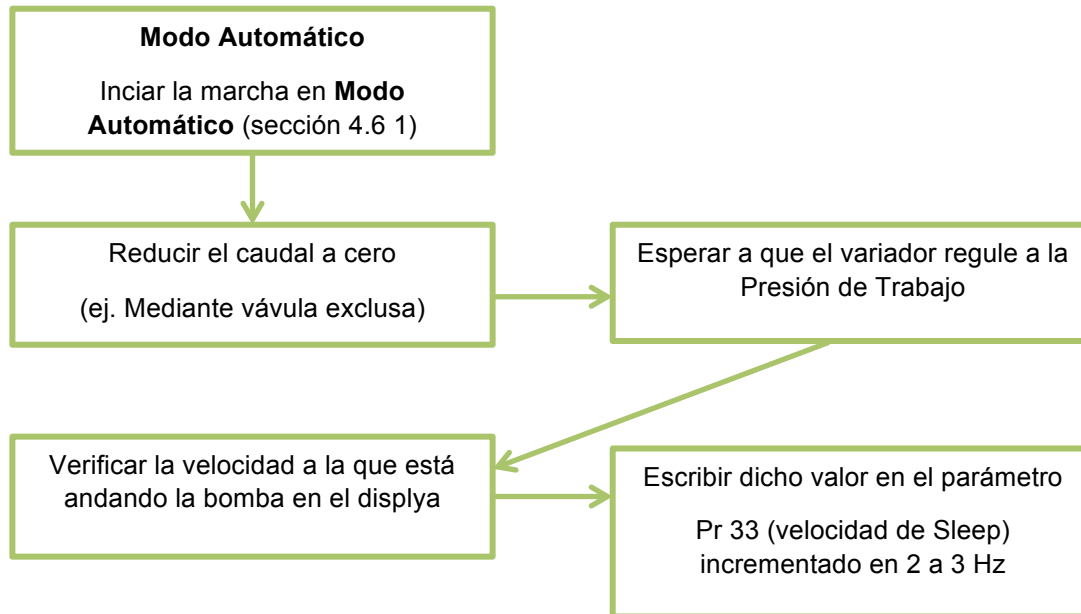 Modo Automático
Inciar la marcha en Modo
Automático (sección 4.6 1)
Reducir el caudal a cero
(ej. Mediante vávula exclusa)
Esperar a que el variador regule a la
Presión de Trabajo
Verificar la velocidad a la que está
andando la bomba en el displya
Escribir dicho valor en el parámetro
Pr 33 (velocidad de Sleep)
incrementado en 2 a 3 Hz